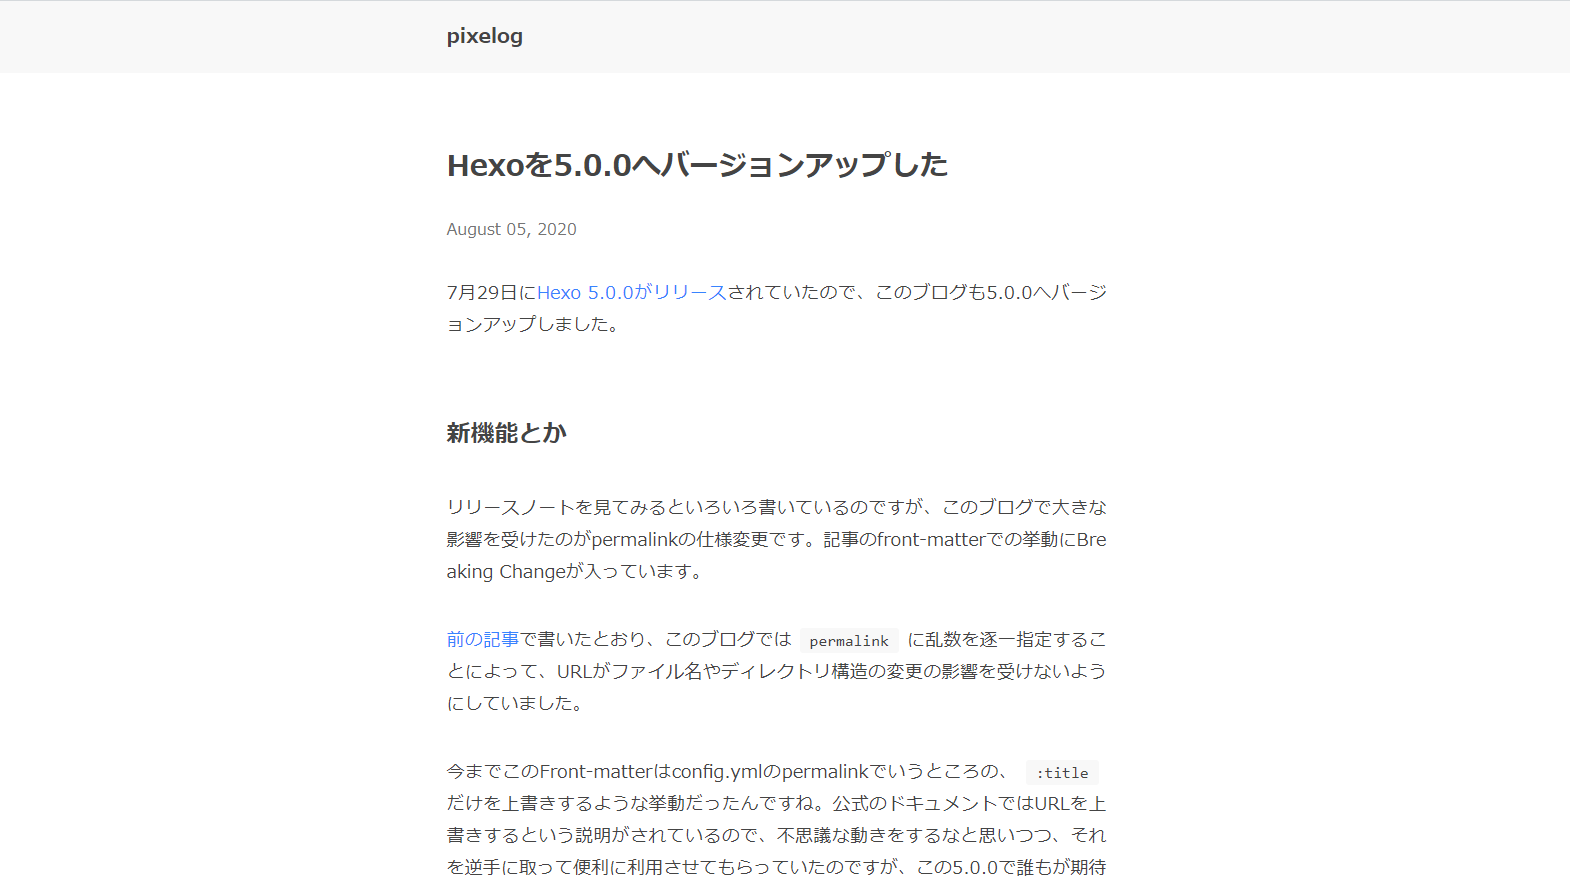 pixelog
Hexoを5.0.0へバージョンアップした
August 05, 2020
7月29日にHexo 5.0.0がリリースされていたので、このブログも5.0.0へバージ
ョンアップしました。
新機能とか
リリースノートを見てみるといろいろ書いているのですが、このブログで大きな
影響を受けたのがpermalinkの仕様変更です。記事のfront-matterでの挙動にBre
aking Changeが入っています。
前の記事で書いたとおり、このブログでは permalink に乱数を逐一指定するこ
とによって、URLがファイル名やディレクトリ構造の変更の影響を受けないよう
にしていました。
今までこのFront-matterはconfig.ymlのpermalinkでいうところの、 :title
だけを上書きするような挙動だったんですね。公式のドキュメントではURLを上
書きするという説明がされているので、不思議な動きをするなと思いつつ、それ
を逆手に取って便利に利用させてもらっていたのですが、この5.0.0で誰もが期待